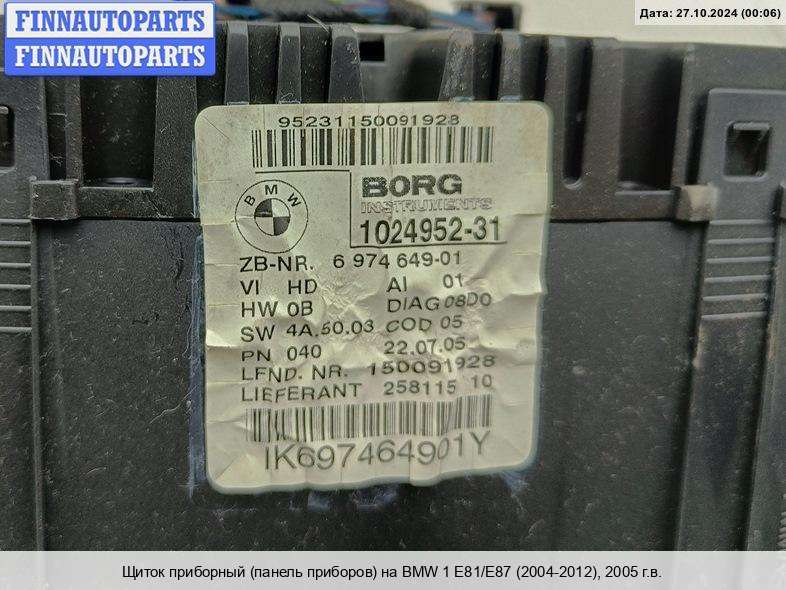 FINNAUTOPARTS
FINNAUTOPARTS
FINNAUTOPARTS
Дата: 27.10.2024 (00:06)
95231150091928
BMW
BORG
INSTRUMENTS
1024952-31
ZB-NR. 6 974 649-01
VI HD AI 01
HW 0B DIAG 08D0
SW 4A.50.03 COD 05
PN 040 22.07.05
LFND. NR. 150091928
LIEFERANT 258115 10
IK697464901Y
Щиток приборный (панель приборов) на BMW 1 E81/E87 (2004-2012), 2005 г.в.